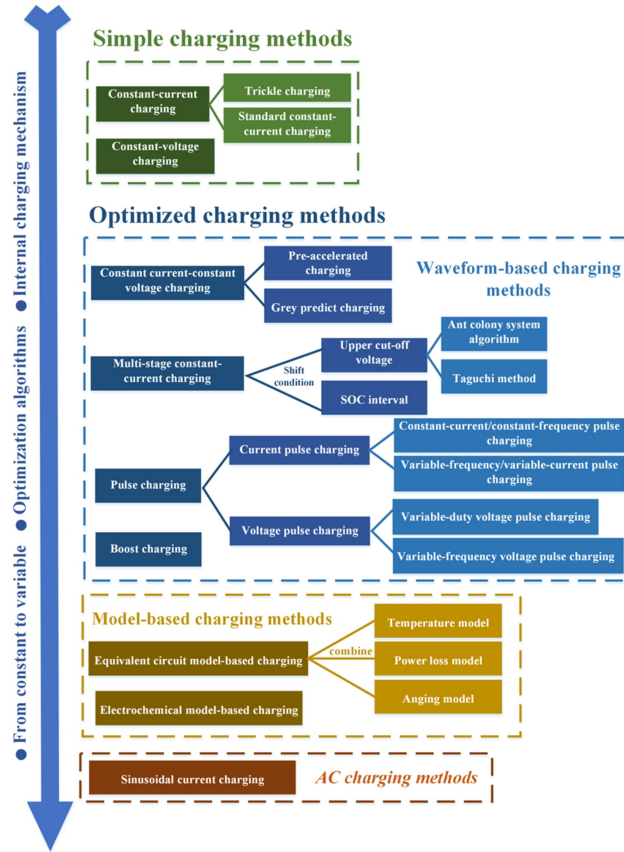 Simple charging methods
Constant-current
charging
Trickle charging
Standard constant-
current charging
Constant-voltage
charging
Optimized charging methods
Waveform-based charging
methods
Constant current-constant
voltage charging
Pre-accelerated
charging
Grey predict charging
Multi-stage constant-
current charging
Shift
condition
Upper cut-off
voltage
SOC interval
Ant colony system
algorithm
Taguchi method
Pulse charging
Current pulse charging
Constant-current/constant-frequency pulse
charging
Variable-frequency/variable-current pulse
charging
Voltage pulse charging
Variable-duty voltage pulse charging
Variable-frequency voltage pulse charging
Boost charging
Model-based charging methods
Equivalent circuit model-based charging
combine
Temperature model
Power loss model
Anging model
Electrochemical model-based charging
Sinusoidal current charging
AC charging methods
● From constant to variable ● Optimization algorithms ● Internal charging mechanism